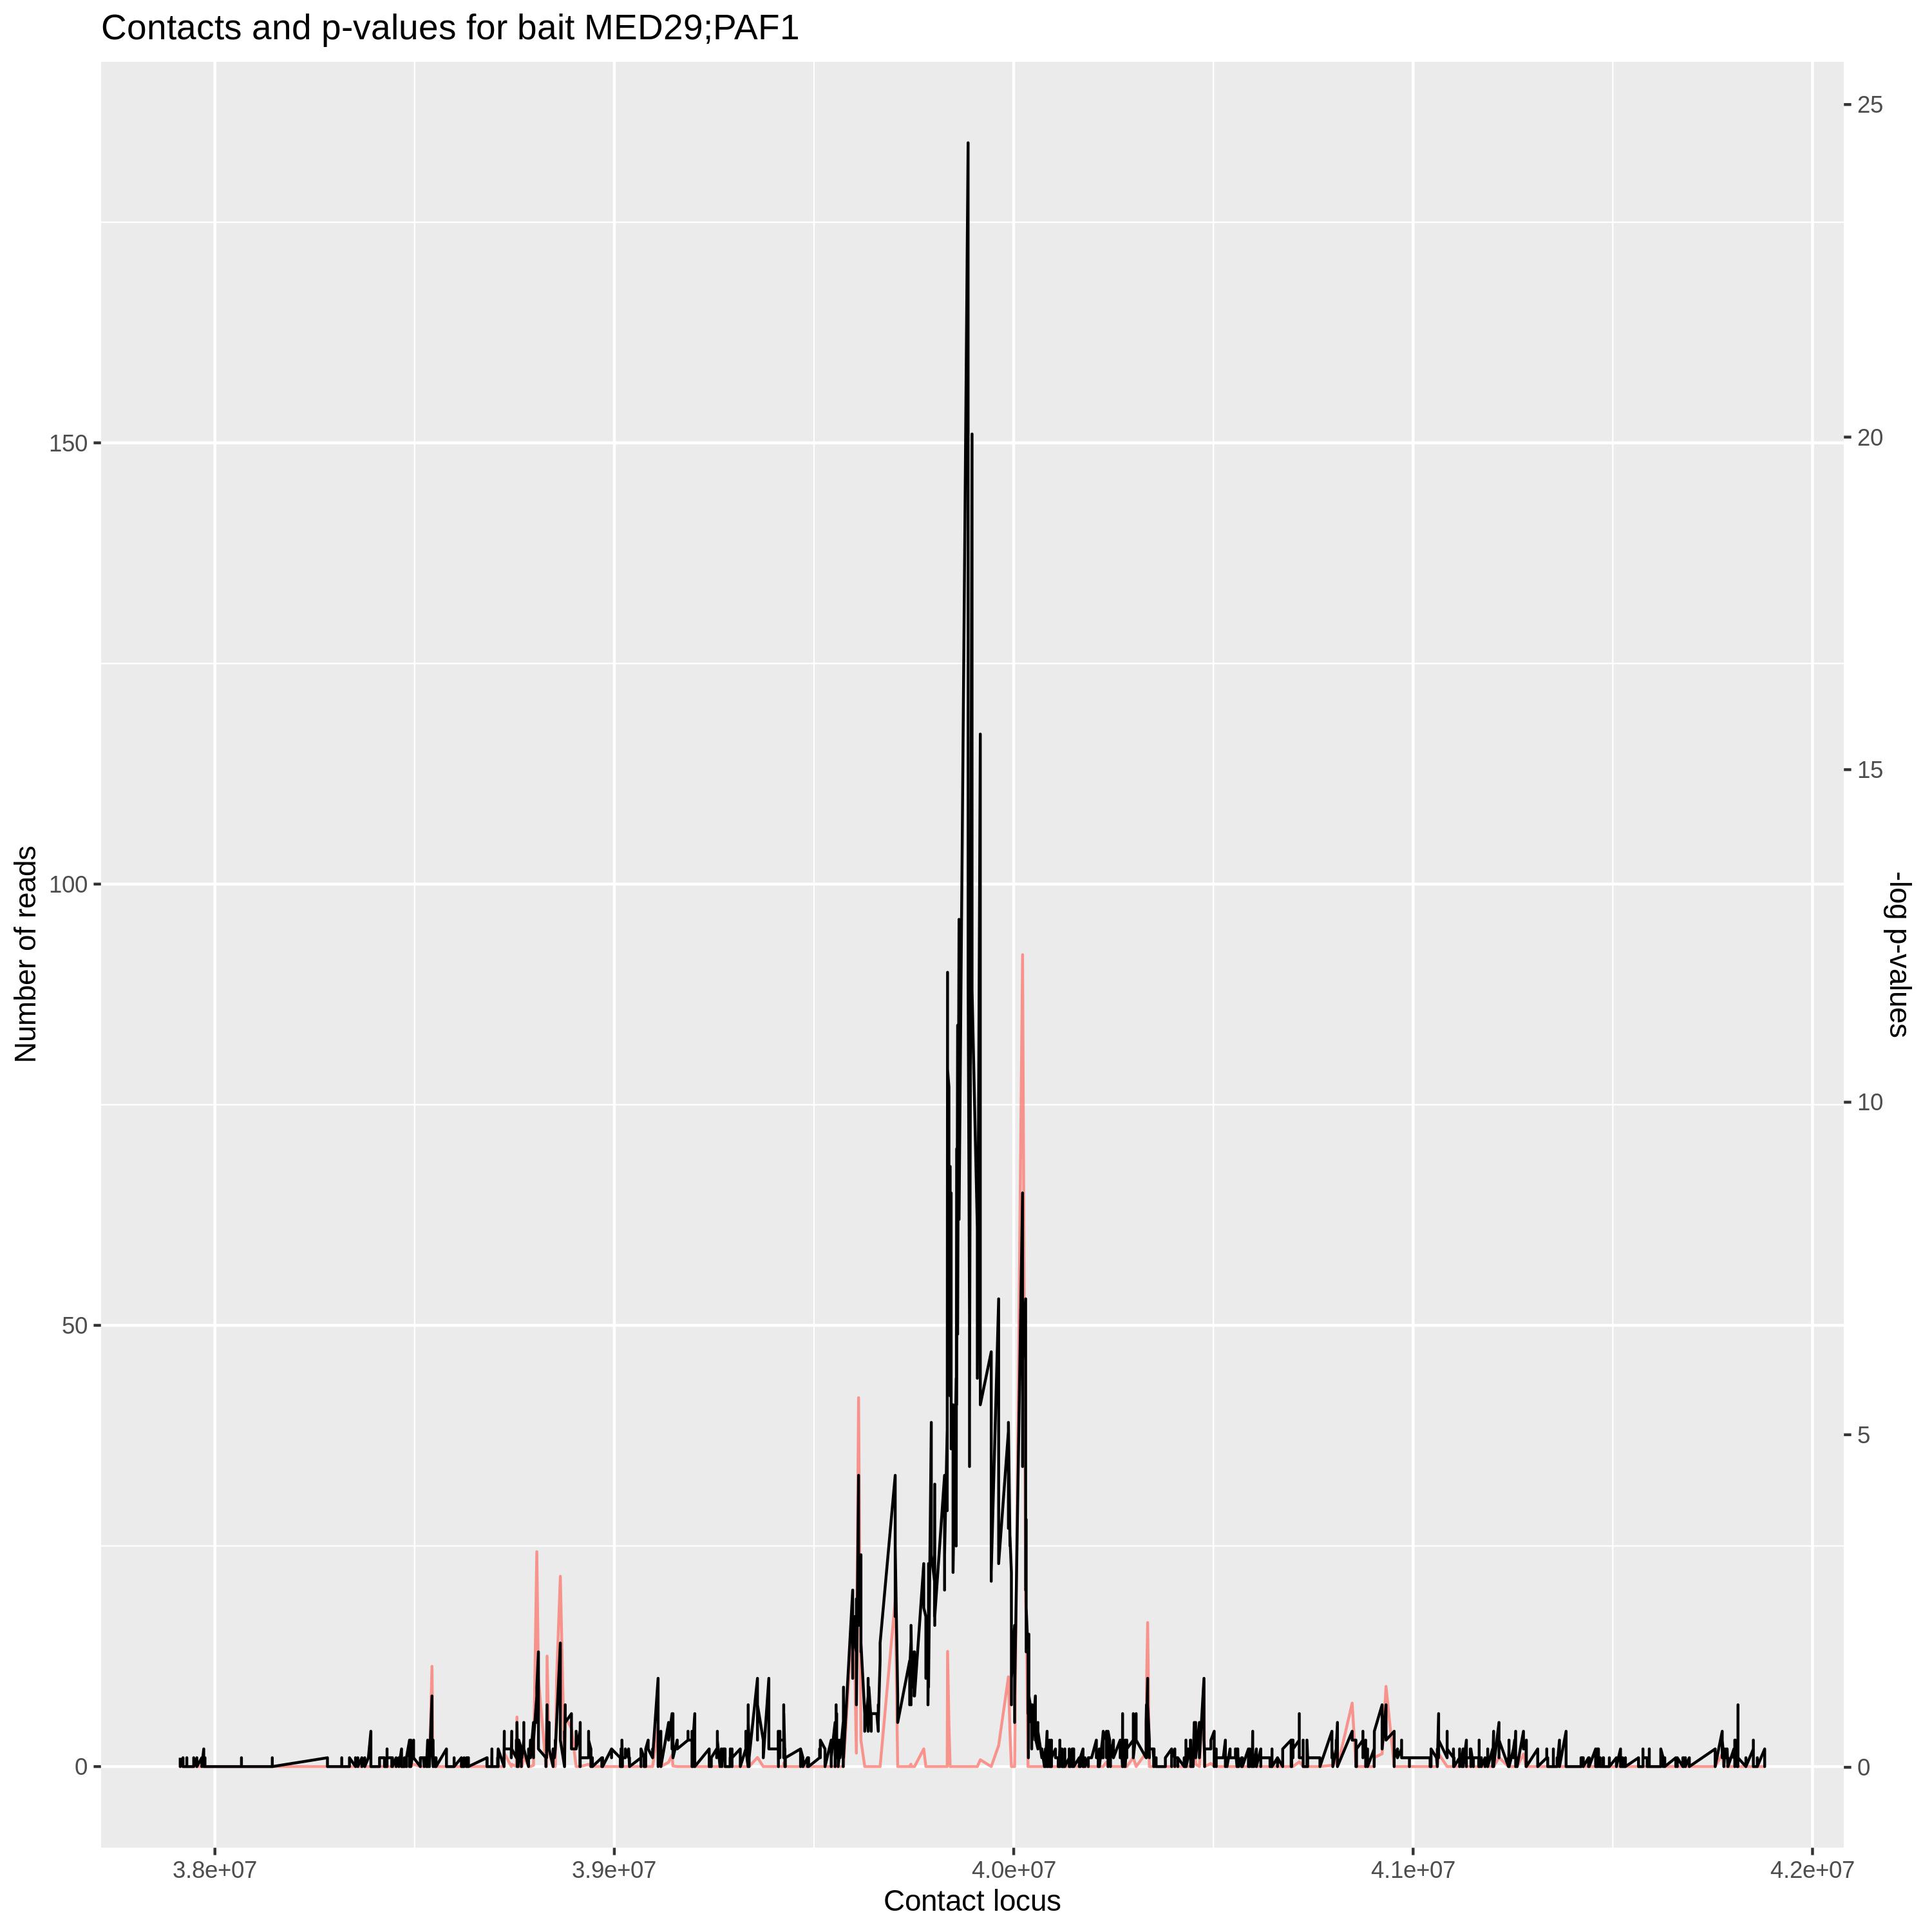 Contacts and p-values for bait MED29;PAF1
25
150
20
15
100
10
50
5
0
0
Number of reads
-log p-values
3.8e+07
3.9e+07
4.0e+07
4.1e+07
4.2e+07
Contact locus